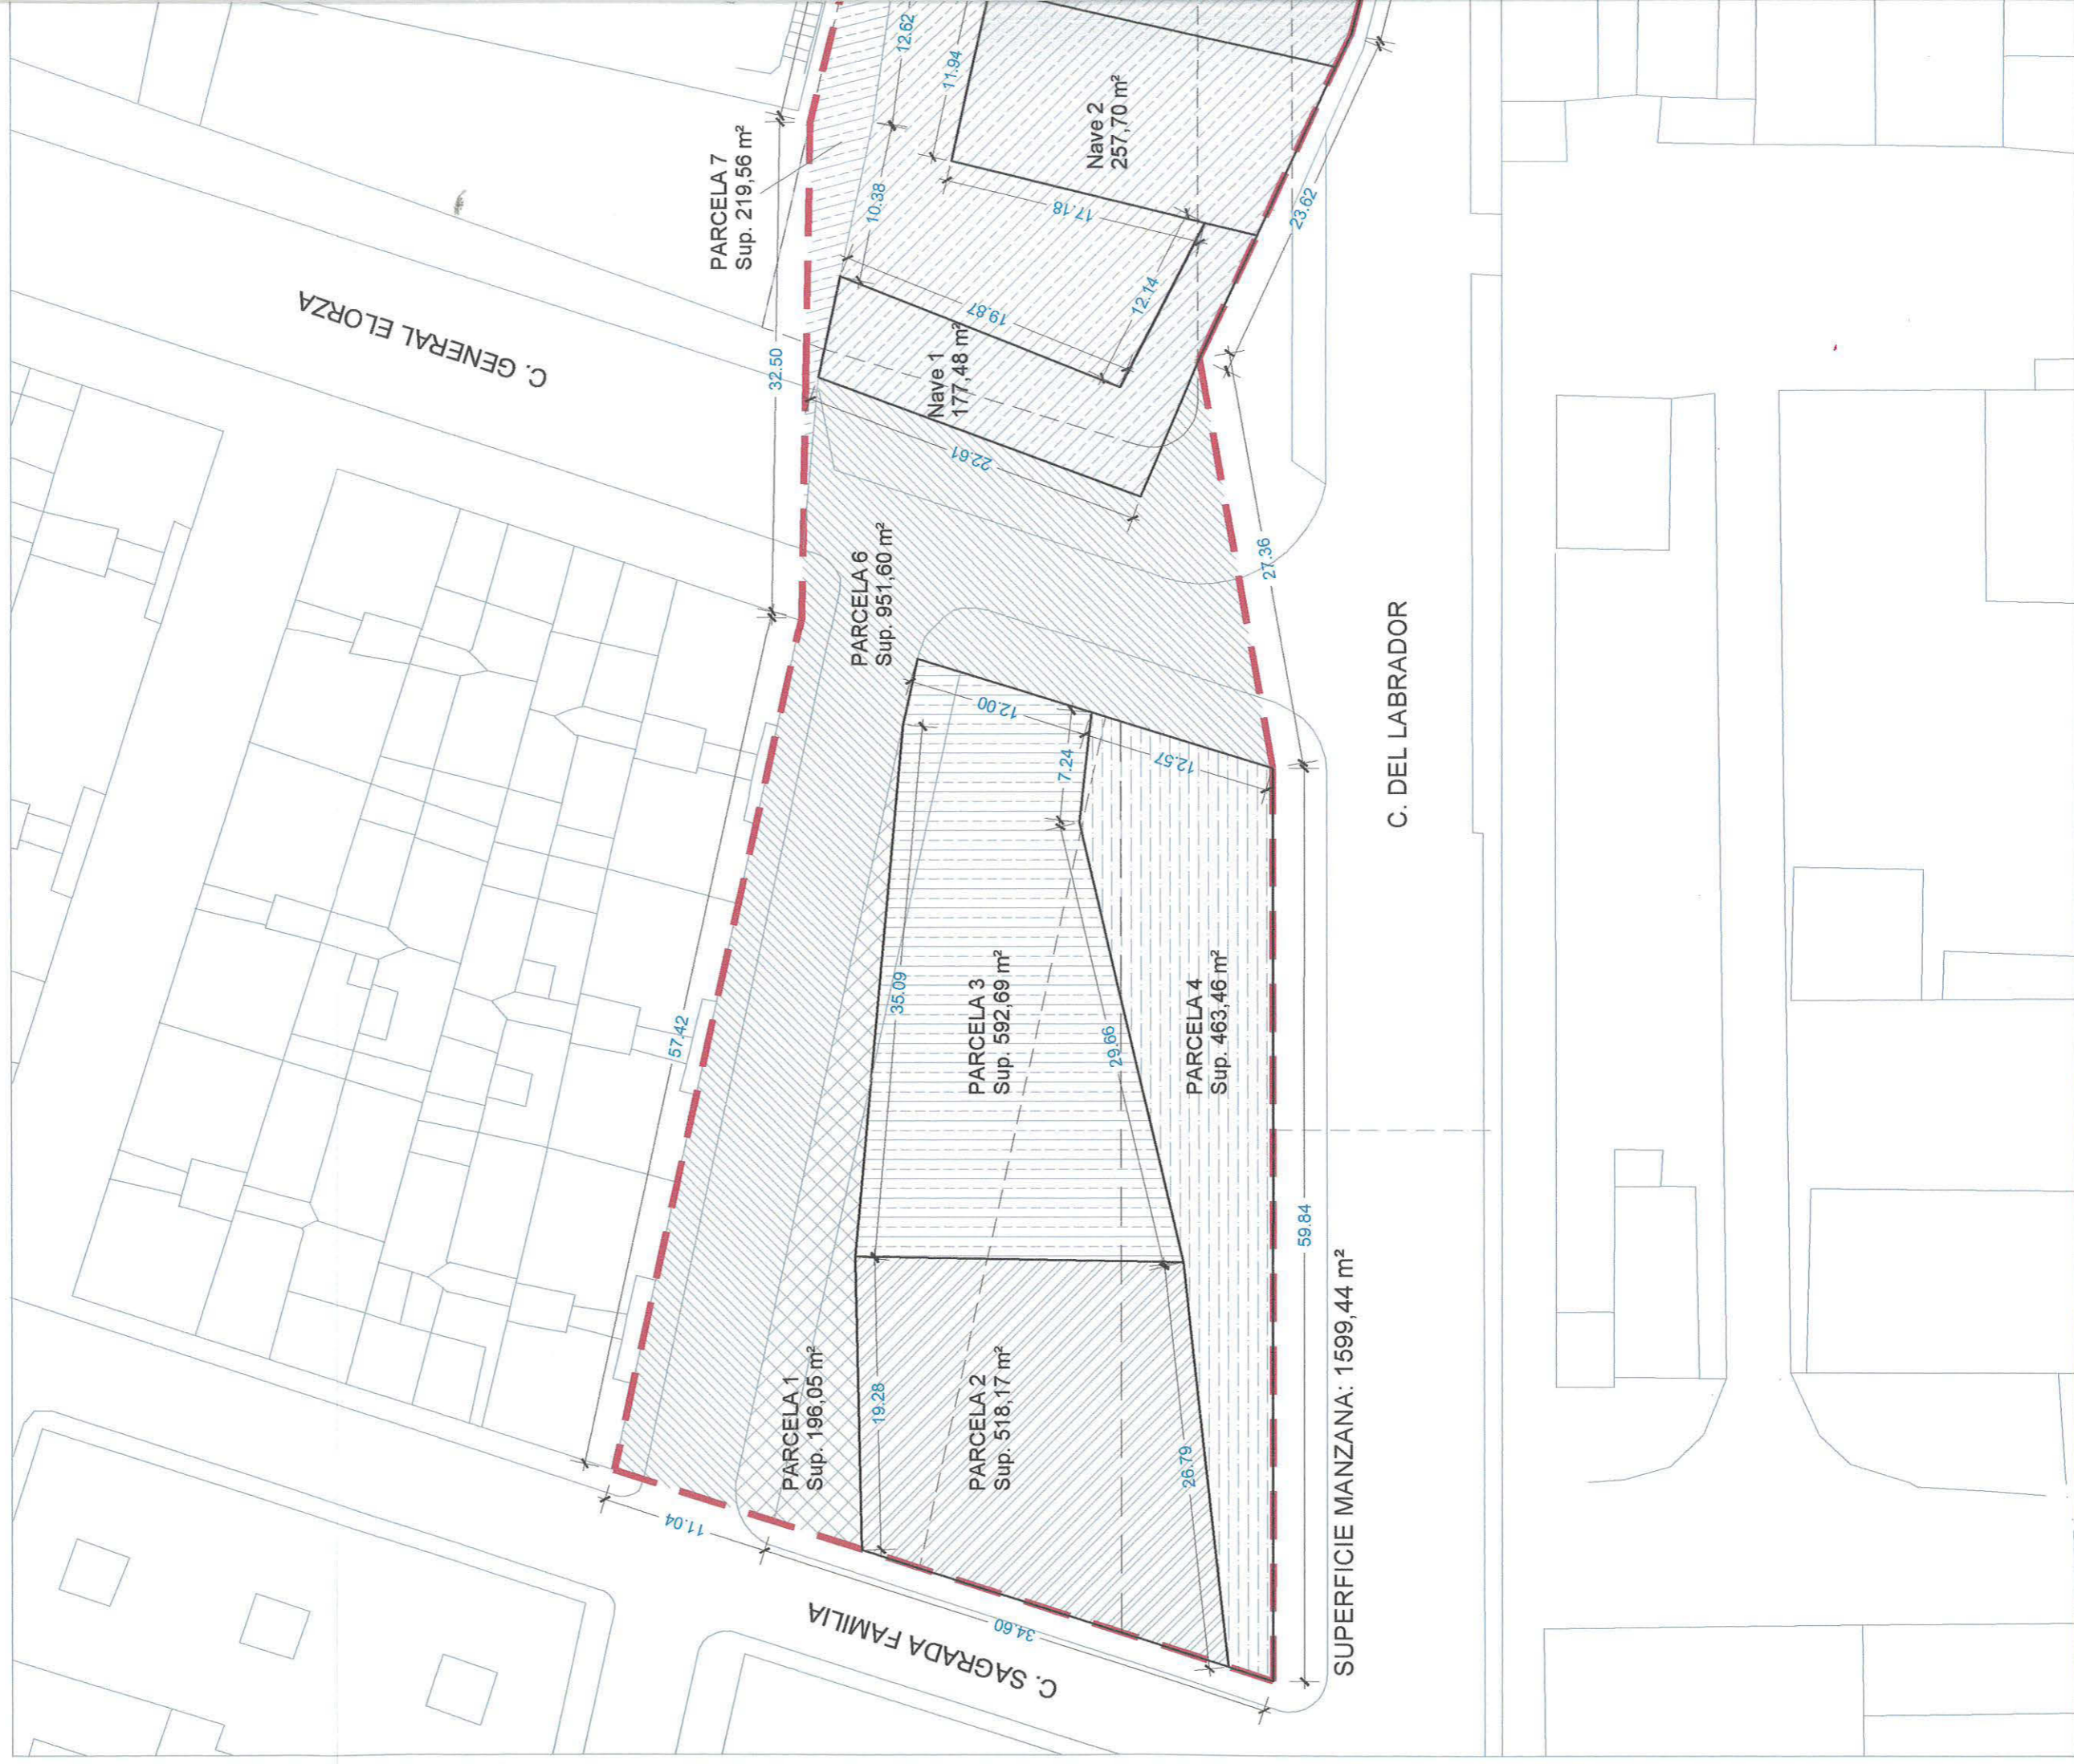 C. GENERAL ELORZA
PARCELA 7
Sup. 219,56 m²
12.62
11.94
Nave 2
257,70 m²
10.38
17.18
23.62
19.87
12.14
32.50
Nave 1
177,48 m²
22.61
PARCELA 6
Sup. 951,60 m²
27.36
12.00
7.24
12.57
C. DEL LABRADOR
57.42
35.09
PARCELA 3
Sup. 592,69 m²
29.66
PARCELA 4
Sup. 463,46 m²
59.84
PARCELA 1
Sup. 196,05 m²
19.28
PARCELA 2
Sup. 518,17 m²
26.79
11.04
34.60
C. SAGRADA FAMILIA
SUPERFICIE MANZANA: 1599,44 m²